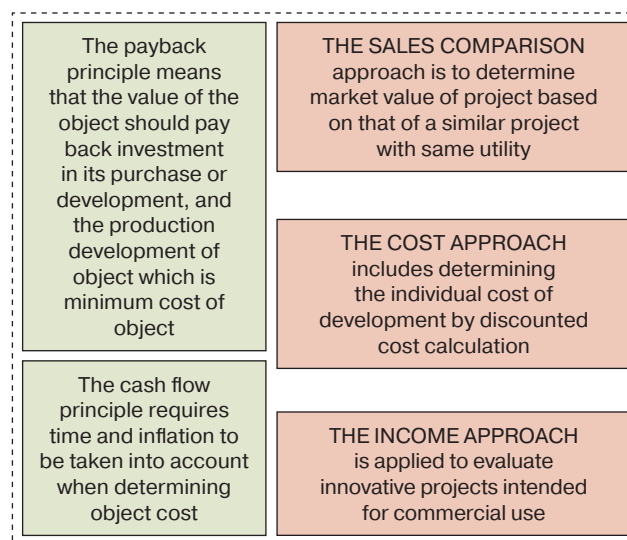 The payback
principle means
that the value of the
object should pay
back investment
in its purchase or
development, and
the production
development of
object which is
minimum cost of
object
The cash flow
principle requires
time and inflation to
be taken into account
when determining
object cost
THE SALES COMPARISON
approach is to determine
market value of project based
on that of a similar project
with same utility
THE COST APPROACH
includes determining
the individual cost of
development by discounted
cost calculation
THE INCOME APPROACH
is applied to evaluate
innovative projects intended
for commercial use